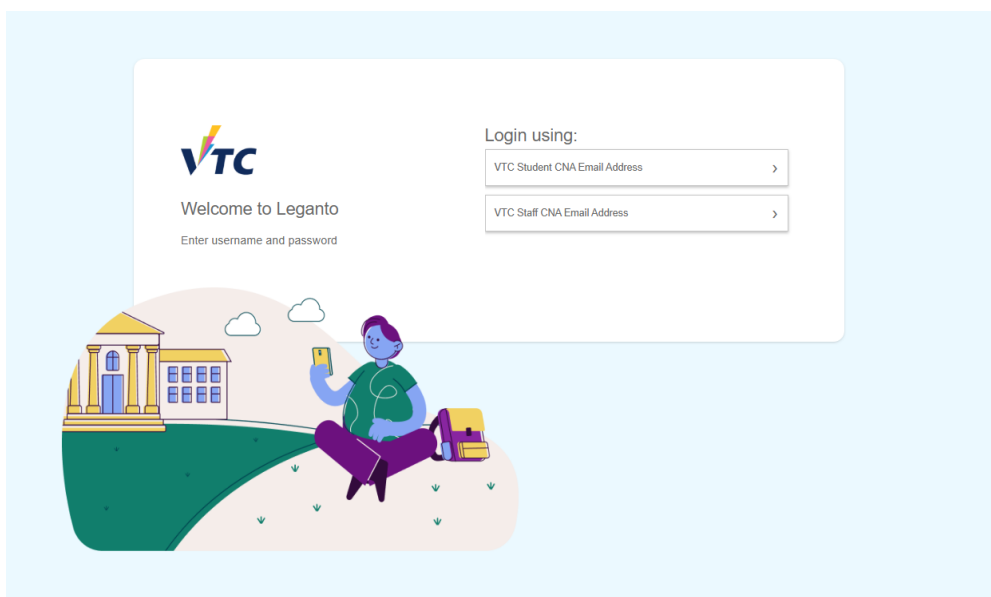 VTC
Welcome to Leganto
Enter username and password
Login using:
VTC Student CNA Email Address
VTC Staff CNA Email Address